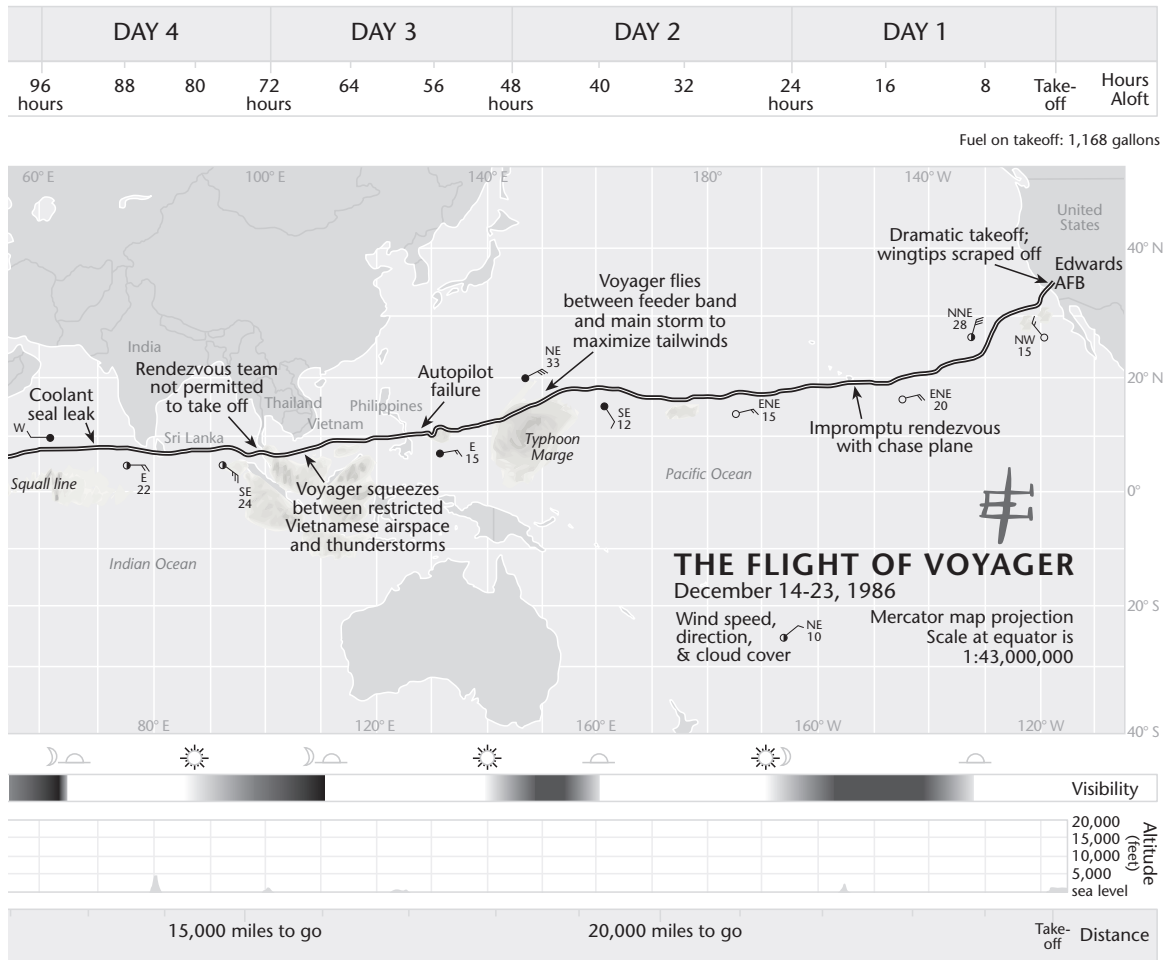 DAY 4
DAY 3
DAY 2
DAY 1
96
hours
88
80
72
hours
64
56
48
hours
40
32
24
hours
16
8
Take-
off
Hours
Aloft
Fuel on takeoff: 1,168 gallons
60° E
100° E
140° E
180°
140° W
United
States
40° N
Dramatic takeoff;
wingtips scraped off
Edwards
AFB
Voyager flies
between feeder band
and main storm to
maximize tailwinds
NNE
28
NW
15
India
Rendezvous team
not permitted
to take off
Autopilot
failure
NE
33
20° N
Coolant
seal leak
Thailand
Philippines
Vietnam
ENE
20
ENE
15
SE
12
W
Sri Lanka
Impromptu rendezvous
with chase plane
Typhoon
Marge
E
15
Pacific Ocean
Squall line
E
22
SE
24
Voyager squeezes
between restricted
Vietnamese airspace
and thunderstorms
0°
Indian Ocean
THE FLIGHT OF VOYAGER
December 14-23, 1986
20° S
Wind speed,
direction,
& cloud cover
NE
10
Mercator map projection
Scale at equator is
1:43,000,000
80° E
120° E
160° E
160° W
120° W
40° S
Visibility
20,000
15,000
10,000
5,000
sea level
Altitude
(feet)
15,000 miles to go
20,000 miles to go
Take-
off
Distance